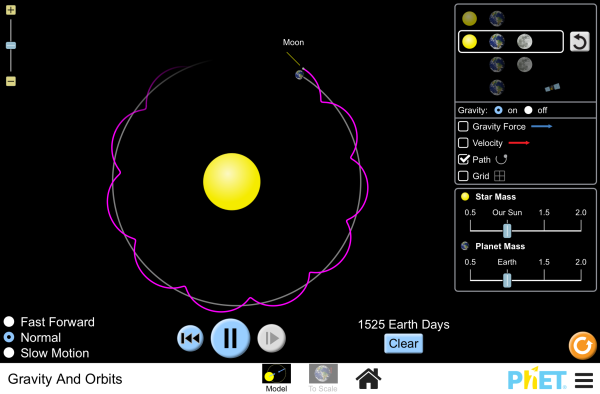 Moon
Gravity: on off
Gravity Force
Velocity
Path
Grid
Star Mass
0.5 Our Sun 1.5 2.0
Planet Mass
0.5 Earth 1.5 2.0
Fast Forward
Normal
Slow Motion
1525 Earth Days
Clear
Gravity And Orbits
Model
To Scale
PhET